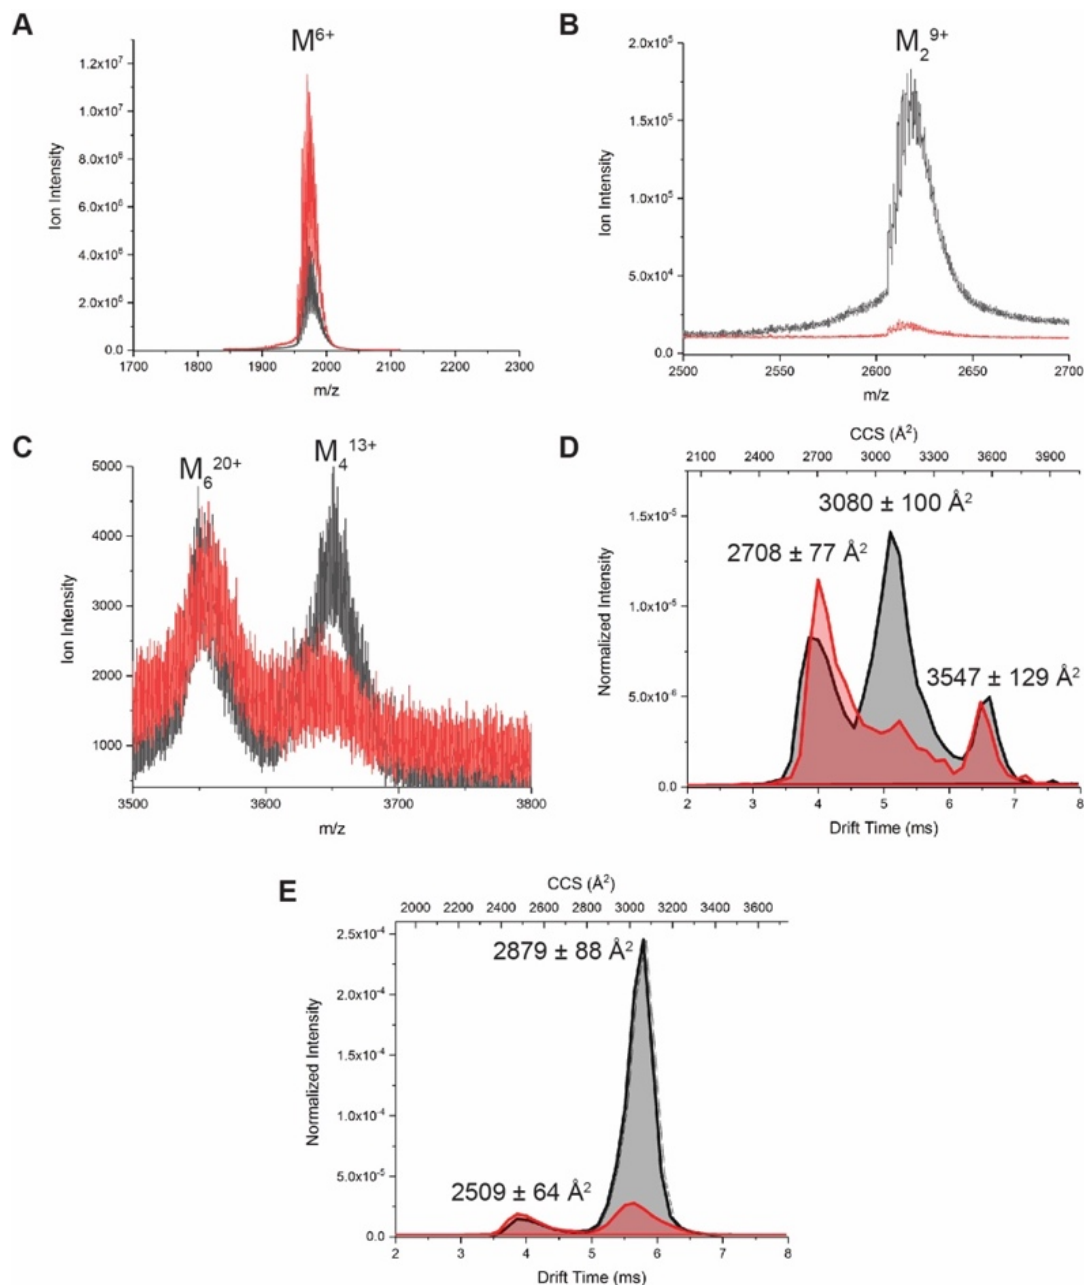 A
M6+
Ion Intensity
1.2x10^7
1.0x10^7
8.0x10^6
6.0x10^6
4.0x10^6
2.0x10^6
0.0
1700 1800 1900 2000 2100 2200 2300
m/z
B
M2 9+
Ion Intensity
2.0x10^5
1.5x10^5
1.0x10^5
5.0x10^4
0.0
2500 2550 2600 2650 2700
m/z
C
M6 20+
M4 13+
Ion Intensity
5000
4000
3000
2000
1000
3500 3600 3700 3800
m/z
D
CCS (Å²)
2100 2400 2700 3000 3300 3600 3900
3080 ± 100 Å²
2708 ± 77 Å²
3547 ± 129 Å²
Normalized Intensity
1.5x10^-5
1.0x10^-5
5.0x10^-6
0.0
2 3 4 5 6 7 8
Drift Time (ms)
E
CCS (Å²)
2000 2200 2400 2600 2800 3000 3200 3400 3600
2879 ± 88 Å²
2509 ± 64 Å²
Normalized Intensity
2.5x10^-4
2.0x10^-4
1.5x10^-4
1.0x10^-4
5.0x10^-5
0.0
2 3 4 5 6 7 8
Drift Time (ms)